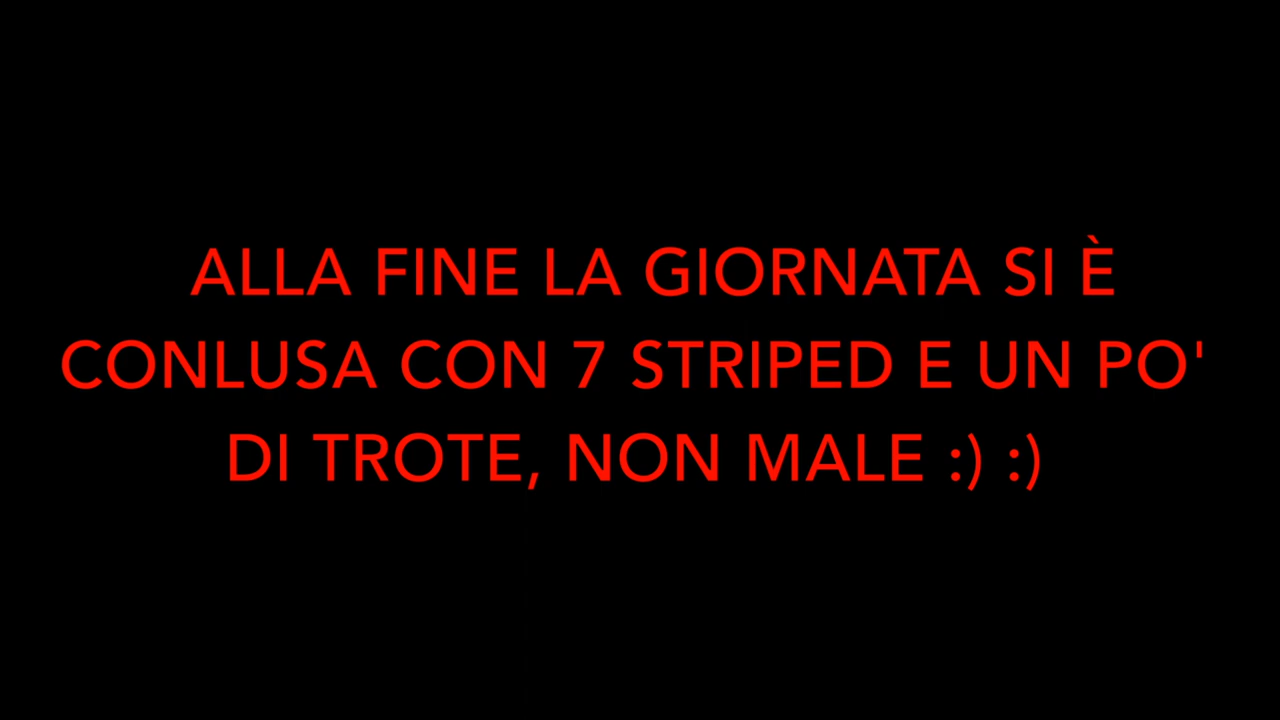 ALLA FINE LA GIORNATA SI È
CONLUSA CON 7 STRIPED E UN PO'
DI TROTE, NON MALE :) :)